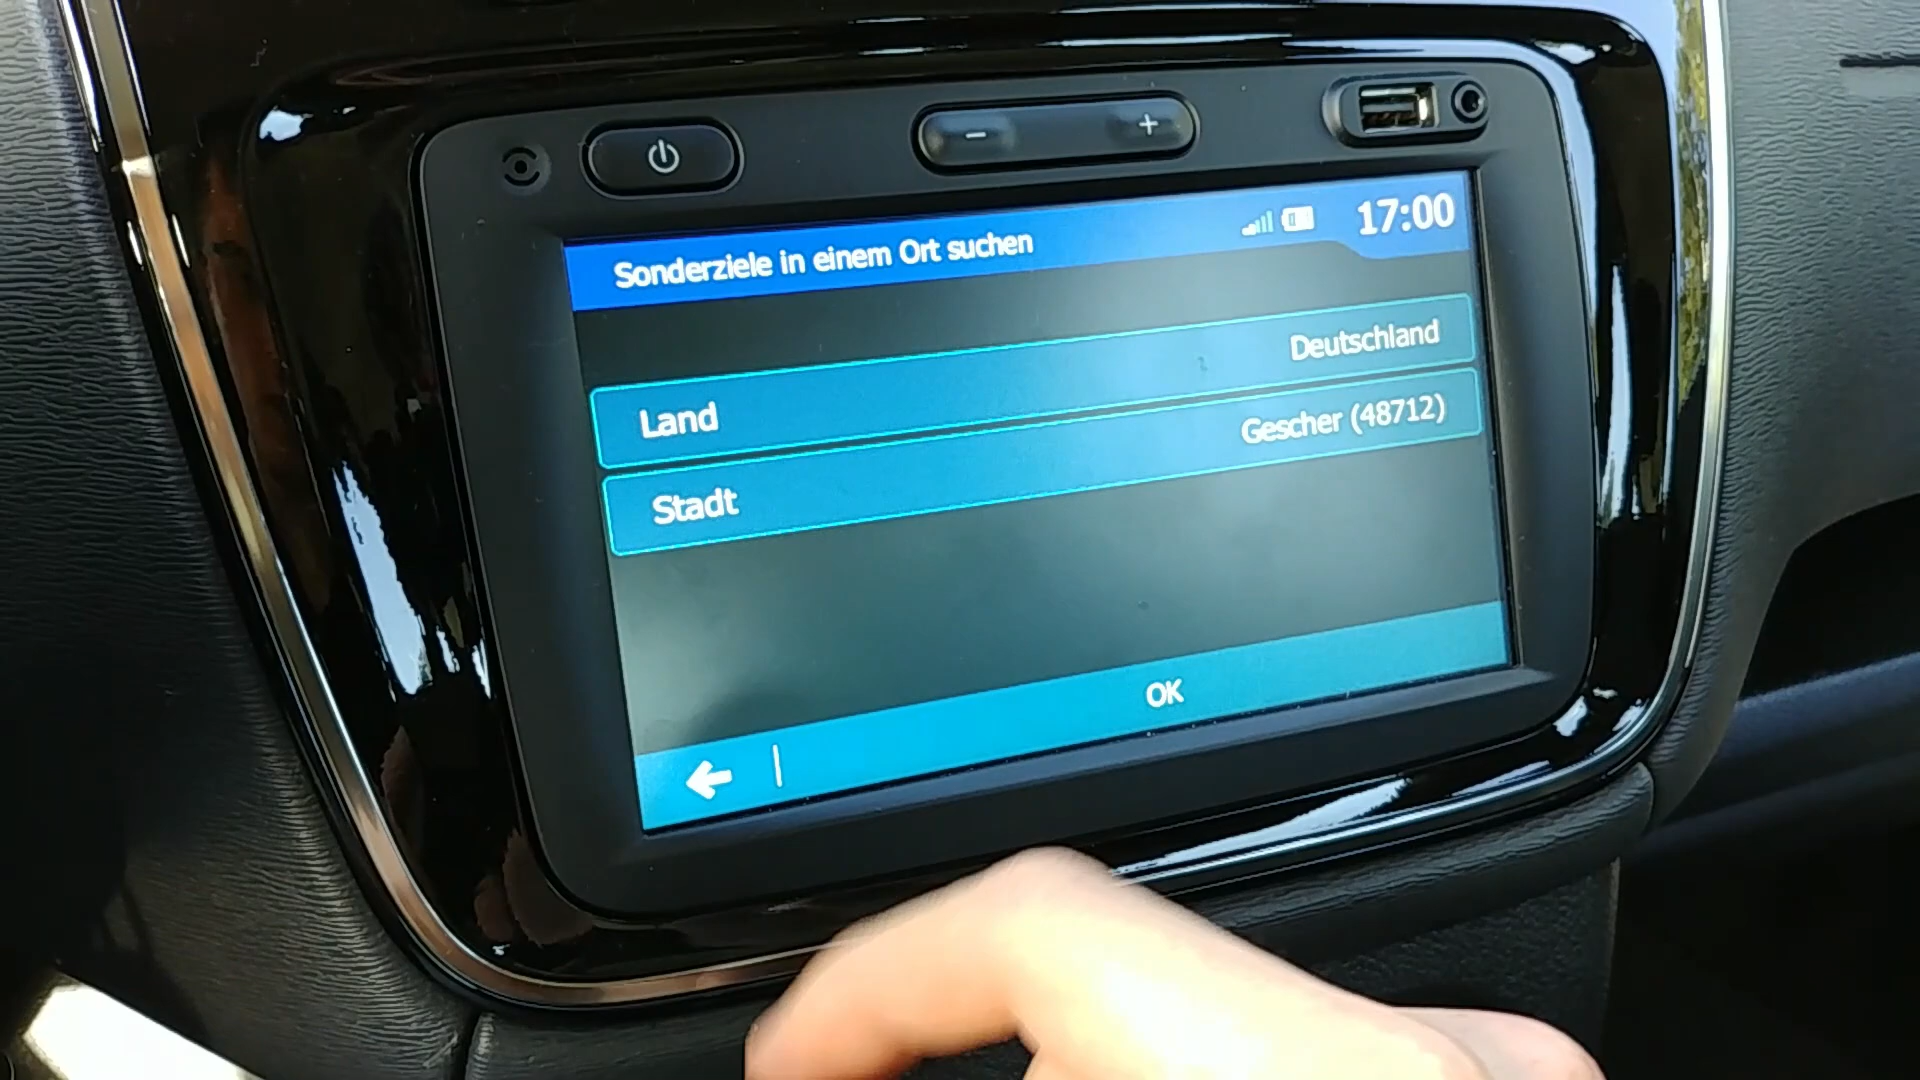 Sonderziele in einem Ort suchen
17:00
Land
Deutschland
Stadt
Gescher (48712)
OK